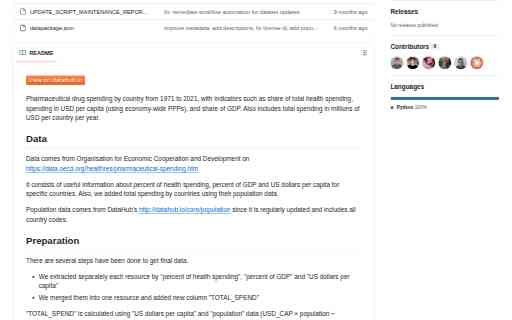 UPDATE_SCRIPT_MAINTENANCE_REPOR... fix: remediate workflow automation for dataset updates 9 months ago
datapackage.json improve metadata: add descriptions, fix license id, add popu... 6 months ago
README
View on datahub.io
Pharmaceutical drug spending by country from 1971 to 2021, with indicators such as share of total health spending,
spending in USD per capita (using economy-wide PPPs), and share of GDP. Also includes total spending in millions of
USD per country per year.
Data
Data comes from Organisation for Economic Cooperation and Development on
https://data.oecd.org/healthres/pharmaceutical-spending.htm
It consists of useful information about percent of health spending, percent of GDP and US dollars per capita for
specific countries. Also, we added total spending by countries using their population data.
Population data comes from DataHub's http://datahub.io/core/population since it is regularly updated and includes all
country codes.
Preparation
There are several steps have been done to get final data.
• We extracted separately each resource by "percent of health spending", "percent of GDP" and "US dollars per
capita"
• We merged them into one resource and added new column "TOTAL_SPEND"
"TOTAL_SPEND" is calculated using "US dollars per capita" and "population" data (USD_CAP × population ÷
Releases
No releases published
Contributors 6
Languages
Python 100%